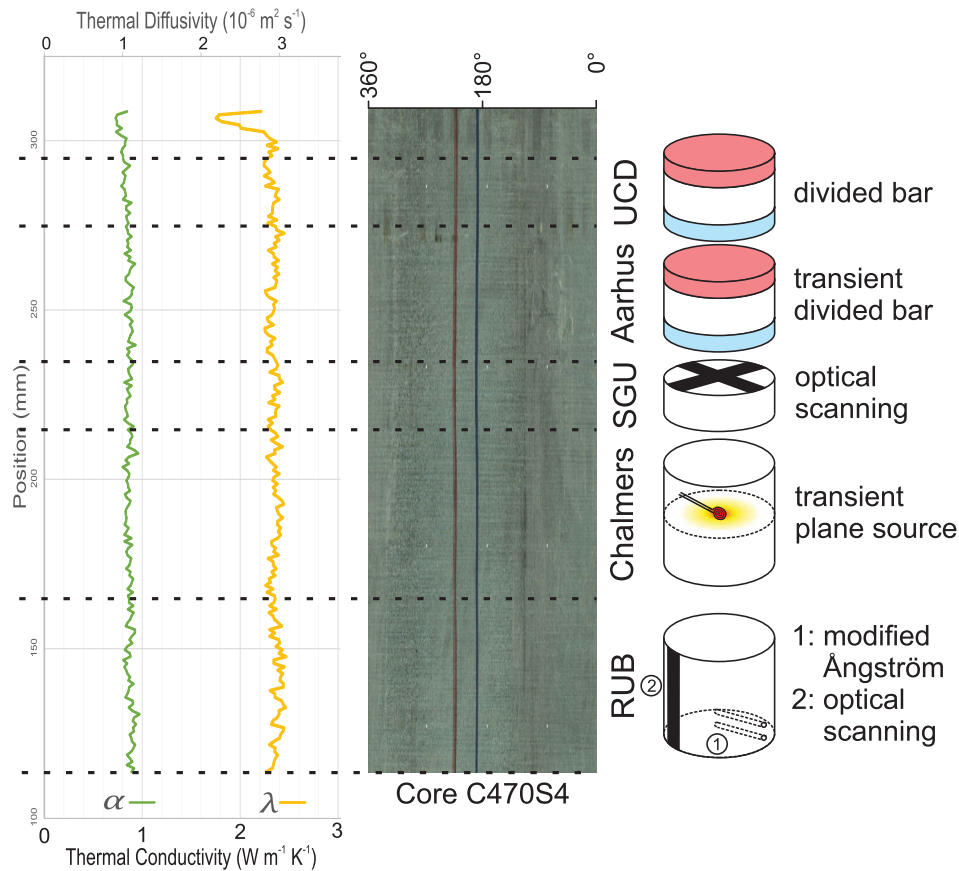 Thermal Diffusivity (10⁻⁶ m² s⁻¹)
0 1 2 3
360° 180° 0°
Position (mm)
300
250
200
150
100
UCD
divided bar
Aarhus
transient
divided bar
SGU
optical
scanning
Chalmers
transient
plane source
RUB
2
1
1: modified
Ångström
2: optical
scanning
α
λ
Core C470S4
0 1 2 3
Thermal Conductivity (W m⁻¹ K⁻¹)